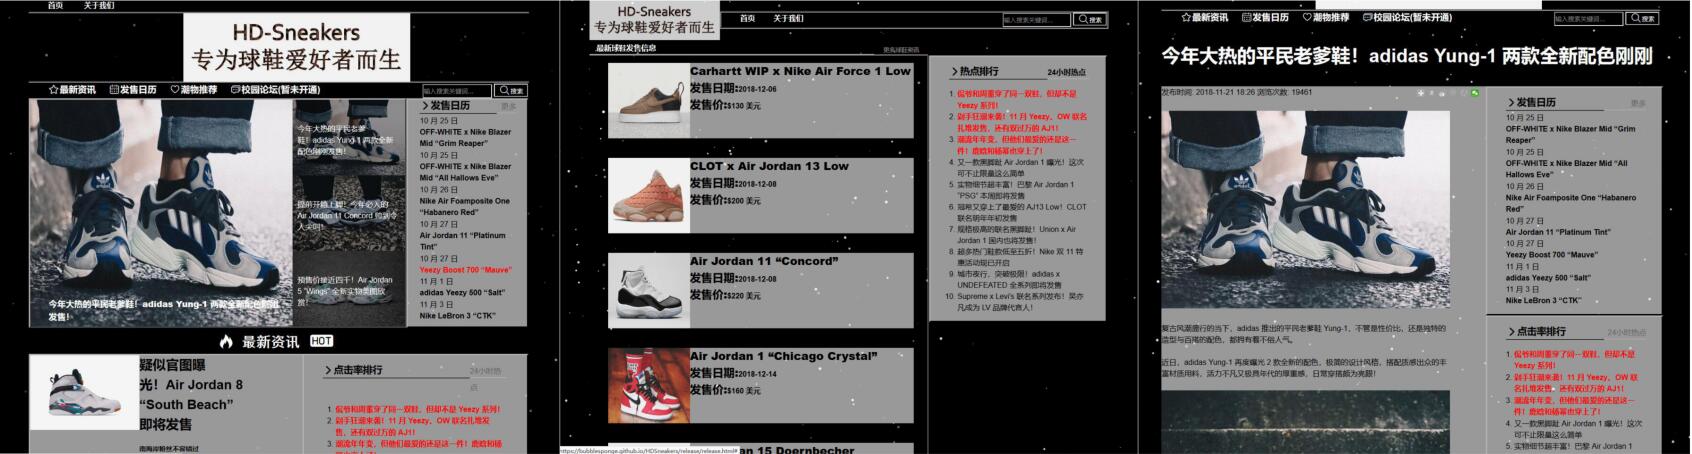 首页 关于我们
HD-Sneakers
专为球鞋爱好者而生
最新资讯 发售日历 潮物推荐 校园论坛(暂未开通)
输入搜索关键词... 搜索
今年大热的平民老爹鞋！adidas Yung-1 两款全新配色刚刚
发售！
今年大热的平民老爹
鞋！adidas Yung-1 两款全新
配色刚刚发售！
Air Jordan 11 Concord
预售价接近四千！Air Jordan
5 "Wings" 全新实物美图欣
赏！
发售日历 更多
10 月 25 日
OFF-WHITE x Nike Blazer
Mid “Grim Reaper”
10 月 25 日
OFF-WHITE x Nike Blazer
Mid “All Hallows Eve”
10 月 26 日
Nike Air Foamposite One
“Habanero Red”
10 月 27 日
Air Jordan 11 “Platinum
Tint”
10 月 27 日
Yeezy Boost 700 “Mauve”
11 月 1 日
adidas Yeezy 500 “Salt”
11 月 3 日
Nike LeBron 3 “CTK”
最新资讯 HOT
疑似官图曝
光！Air Jordan 8
“South Beach”
即将发售
南海岸粉丝不容错过
点击率排行 24小时热
点
1. 侃爷和周董穿了同一双鞋，但却不是 Yeezy 系列！
2. 剁手狂潮来袭！11 月 Yeezy、OW 联名扎堆发
售，还有双过万的 AJ1！
3. 潮流年年变，但他们最爱的还是这一件！鹿晗和杨
HD-Sneakers
专为球鞋爱好者而生
首页 关于我们
输入搜索关键词... 搜索
最新球鞋发售信息 更多球鞋资讯
Carhartt WIP x Nike Air Force 1 Low
发售日期:2018-12-06
发售价:$130 美元
CLOT x Air Jordan 13 Low
发售日期:2018-12-08
发售价:$200 美元
Air Jordan 11 “Concord”
发售日期:2018-12-08
发售价:$220 美元
Air Jordan 1 “Chicago Crystal”
发售日期:2018-12-14
发售价:$160 美元
an 15 Doernbecher
https://bubblesponge.github.io/HDSneakers/release/release.html#
热点排行 24小时热点
1. 侃爷和周董穿了同一双鞋，但却不是
Yeezy 系列！
2. 剁手狂潮来袭！11 月 Yeezy、OW 联名
扎堆发售，还有双过万的 AJ1！
3. 潮流年年变，但他们最爱的还是这一
件！鹿晗和杨幂也穿上了！
4. 又一款黑脚趾 Air Jordan 1 曝光！这次
可不止限量这么简单
5. 实物细节超丰富！巴黎 Air Jordan 1
"PSG" 本周即将发售
6. 冠希又穿上了最爱的 AJ13 Low！CLOT
联名明年年初发售
7. 规格极高的联名黑脚趾！Union x Air
Jordan 1 国内也将发售！
8. 超多热门鞋款低至五折！Nike 双 11 特
惠活动现已开启
9. 城市夜行，突破极限！adidas x
UNDEFEATED 全系列即将发售
10. Supreme x Levi's 联名系列发布！吴亦
凡成为 LV 品牌代言人！
最新资讯 发售日历 潮物推荐 校园论坛(暂未开通)
输入搜索关键词... 搜索
今年大热的平民老爹鞋！adidas Yung-1 两款全新配色刚刚
发布时间: 2018-11-21 18:26 浏览次数: 19461
复古风潮盛行的当下，adidas 推出的平民老爹鞋 Yung-1，不管是性价比，还是独特的
造型与百搭的配色，都拥有着不俗人气。
近日，adidas Yung-1 再度曝光 2 款全新的配色，极简的设计风格，搭配质感出众的丰
富材质用料，活力不凡又极具年代的厚重感，日常穿搭颇为亮眼！
发售日历 更多
10 月 25 日
OFF-WHITE x Nike Blazer Mid “Grim
Reaper”
10 月 25 日
OFF-WHITE x Nike Blazer Mid “All
Hallows Eve”
10 月 26 日
Nike Air Foamposite One “Habanero
Red”
10 月 27 日
Air Jordan 11 “Platinum Tint”
10 月 27 日
Yeezy Boost 700 “Mauve”
11 月 1 日
adidas Yeezy 500 “Salt”
11 月 3 日
Nike LeBron 3 “CTK”
点击率排行 24小时热点
1. 侃爷和周董穿了同一双鞋，但却不是
Yeezy 系列！
2. 剁手狂潮来袭！11 月 Yeezy、OW 联
名扎堆发售，还有双过万的 AJ1！
3. 潮流年年变，但他们最爱的还是这一
件！鹿晗和杨幂也穿上了！
4. 又一款黑脚趾 Air Jordan 1 曝光！这次
可不止限量这么简单
5. 实物细节超丰富！巴黎 Air Jordan 1